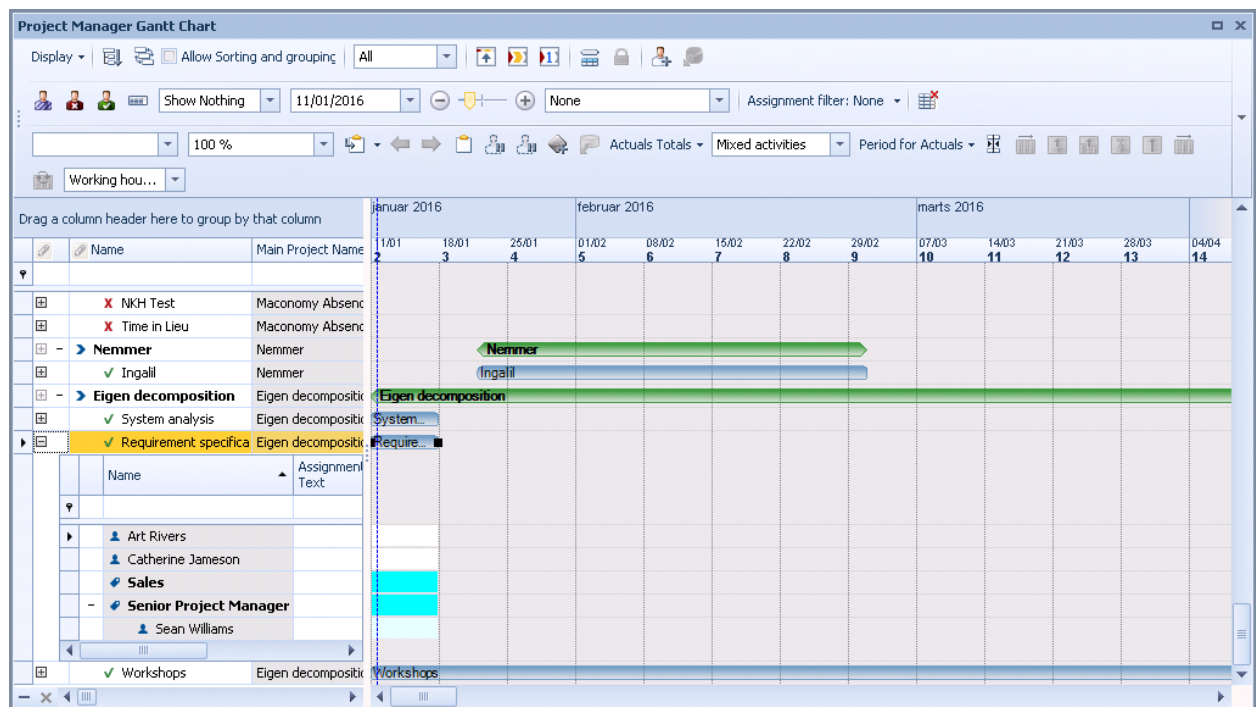 Project Manager Gantt Chart
Display Allow Sorting and grouping All
Show Nothing 11/01/2016 None Assignment filter: None
100 % Actuals Totals Mixed activities Period for Actuals
Working hou...
Drag a column header here to group by that column
januar 2016 februar 2016 marts 2016
Name Main Project Name
11/01 18/01 25/01 01/02 08/02 15/02 22/02 29/02 07/03 14/03 21/03 28/03 04/04
2 3 4 5 6 7 8 9 10 11 12 13 14
NKH Test Maconomy Absenc
Time in Lieu Maconomy Absenc
Nemmer Nemmer Nemmer
Ingalil Nemmer Ingalil
Eigen decomposition Eigen decompositic Eigen decomposition
System analysis Eigen decompositic System...
Requirement specifica Eigen decompositic Require...
Name Assignment
Text
Art Rivers
Catherine Jameson
Sales
Senior Project Manager
Sean Williams
Workshops Eigen decompositic Workshops